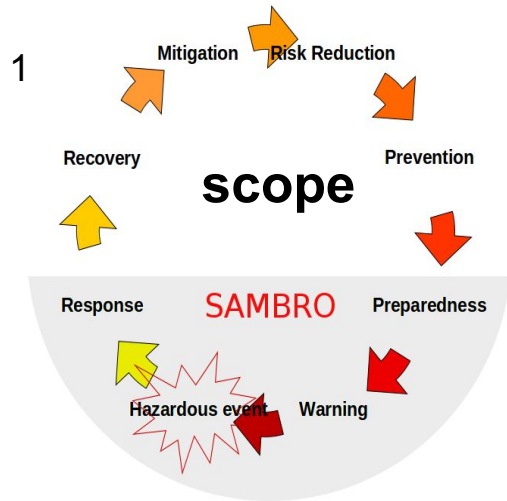 Mitigation
Risk Reduction
1
Recovery
Prevention
scope
Response
SAMBRO
Preparedness
Hazardous event
Warning